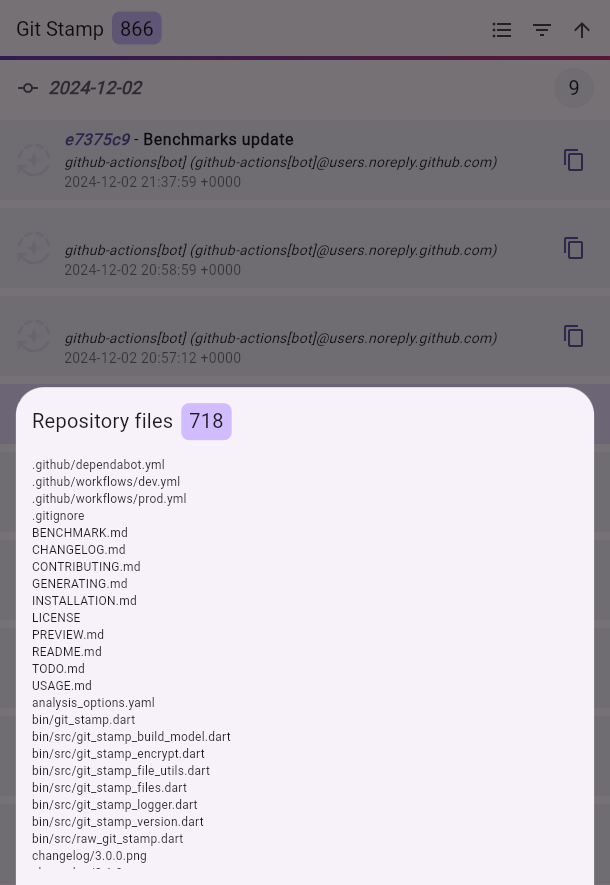 Git Stamp 866
2024-12-02 9
e7375c9 - Benchmarks update
github-actions[bot] (github-actions[bot]@users.noreply.github.com)
2024-12-02 21:37:59 +0000
github-actions[bot] (github-actions[bot]@users.noreply.github.com)
2024-12-02 20:58:59 +0000
github-actions[bot] (github-actions[bot]@users.noreply.github.com)
2024-12-02 20:57:12 +0000
Repository files 718
.github/dependabot.yml
.github/workflows/dev.yml
.github/workflows/prod.yml
.gitignore
BENCHMARK.md
CHANGELOG.md
CONTRIBUTING.md
GENERATING.md
INSTALLATION.md
LICENSE
PREVIEW.md
README.md
TODO.md
USAGE.md
analysis_options.yaml
bin/git_stamp.dart
bin/src/git_stamp_build_model.dart
bin/src/git_stamp_encrypt.dart
bin/src/git_stamp_file_utils.dart
bin/src/git_stamp_files.dart
bin/src/git_stamp_logger.dart
bin/src/git_stamp_version.dart
bin/src/raw_git_stamp.dart
changelog/3.0.0.png